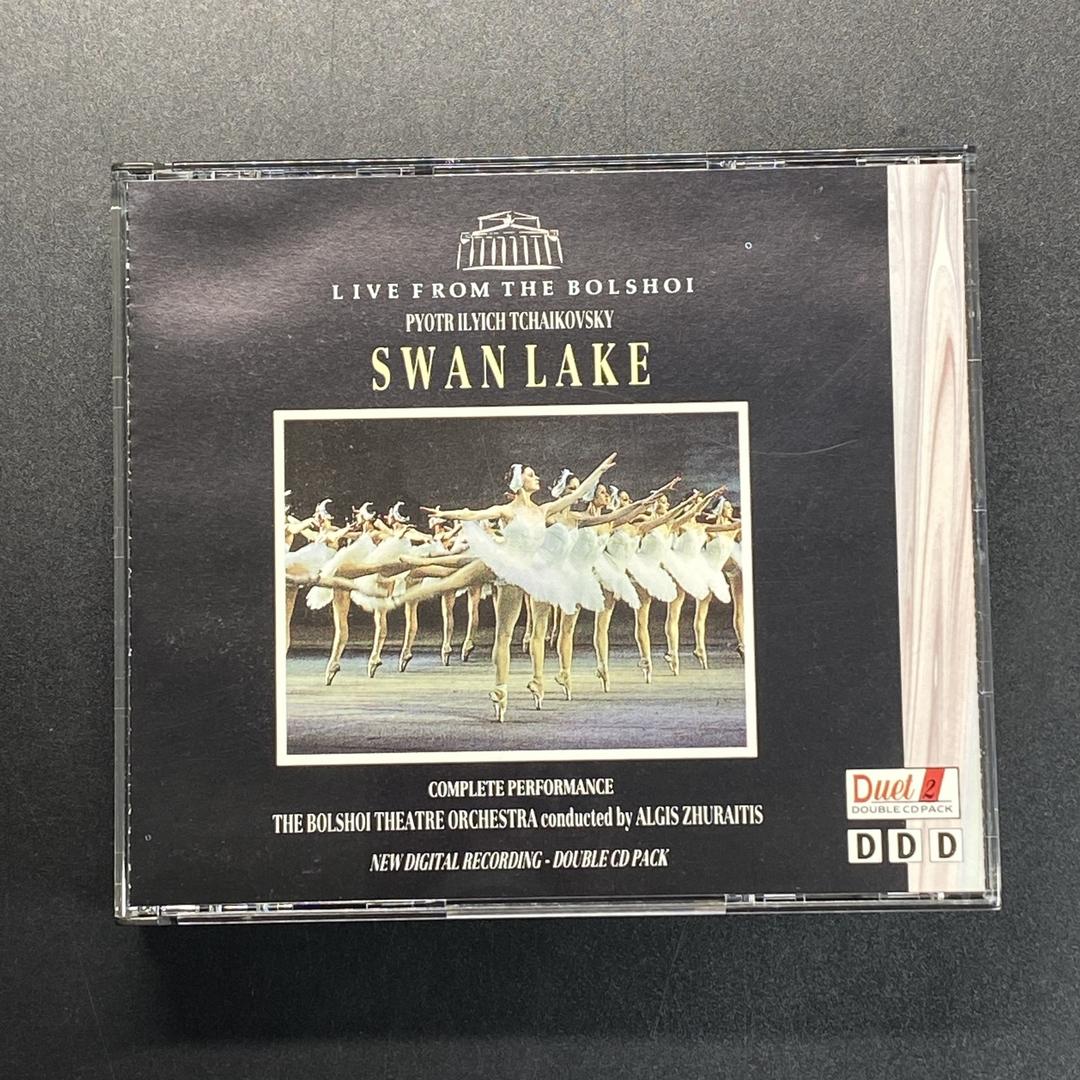 LIVE FROM THE BOLSHOI
PYOTR ILYICH TCHAIKOVSKY
SWAN LAKE
COMPLETE PERFORMANCE
THE BOLSHOI THEATRE ORCHESTRA conducted by ALGIS ZHURAITIS
NEW DIGITAL RECORDING - DOUBLE CD PACK
Duet 2
DOUBLE CD PACK
D D D